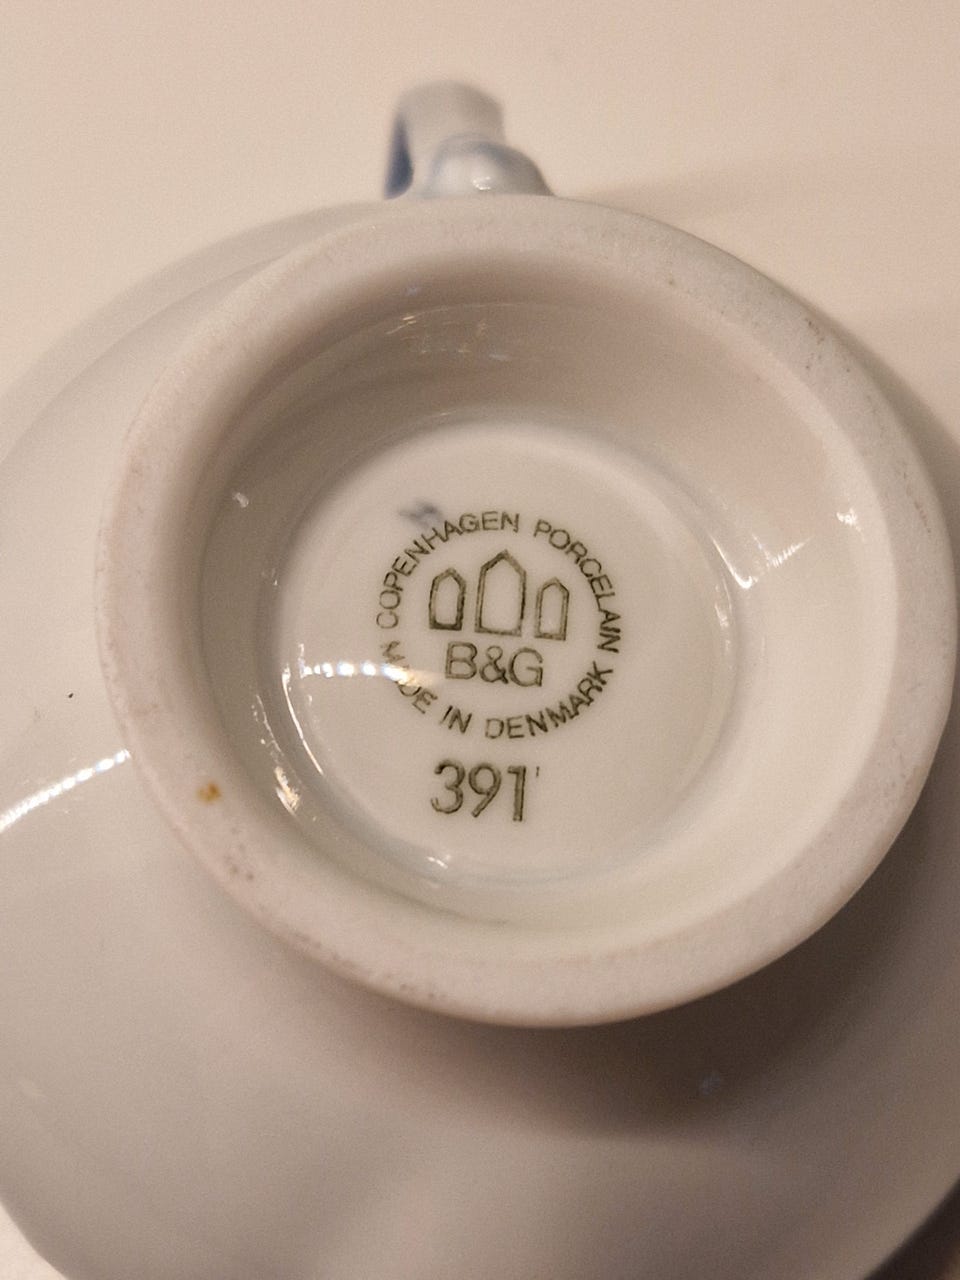 COPENHAGEN PORCELAIN
B&G
MADE IN DENMARK
391